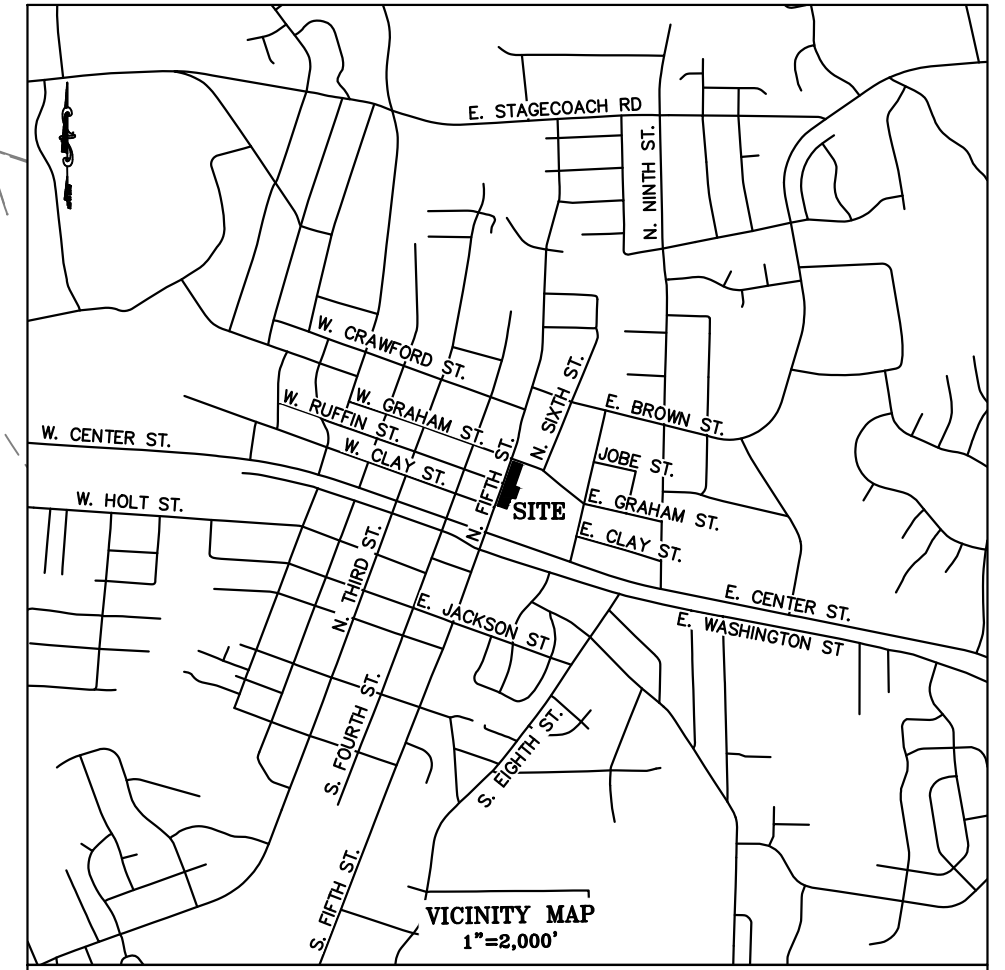 E. STAGECOACH RD
N. NINTH ST.
W. CRAWFORD ST.
W. GRAHAM ST.
W. RUFFIN ST.
N. SIXTH ST.
E. BROWN ST.
W. CENTER ST.
W. CLAY ST.
N. FIFTH ST.
JOBE ST.
W. HOLT ST.
SITE
E. GRAHAM ST.
E. CLAY ST.
N. THIRD ST.
E. JACKSON ST
E. CENTER ST.
E. WASHINGTON ST
S. FOURTH ST.
S. EIGHTH ST.
S. FIFTH ST.
VICINITY MAP
1"=2,000'